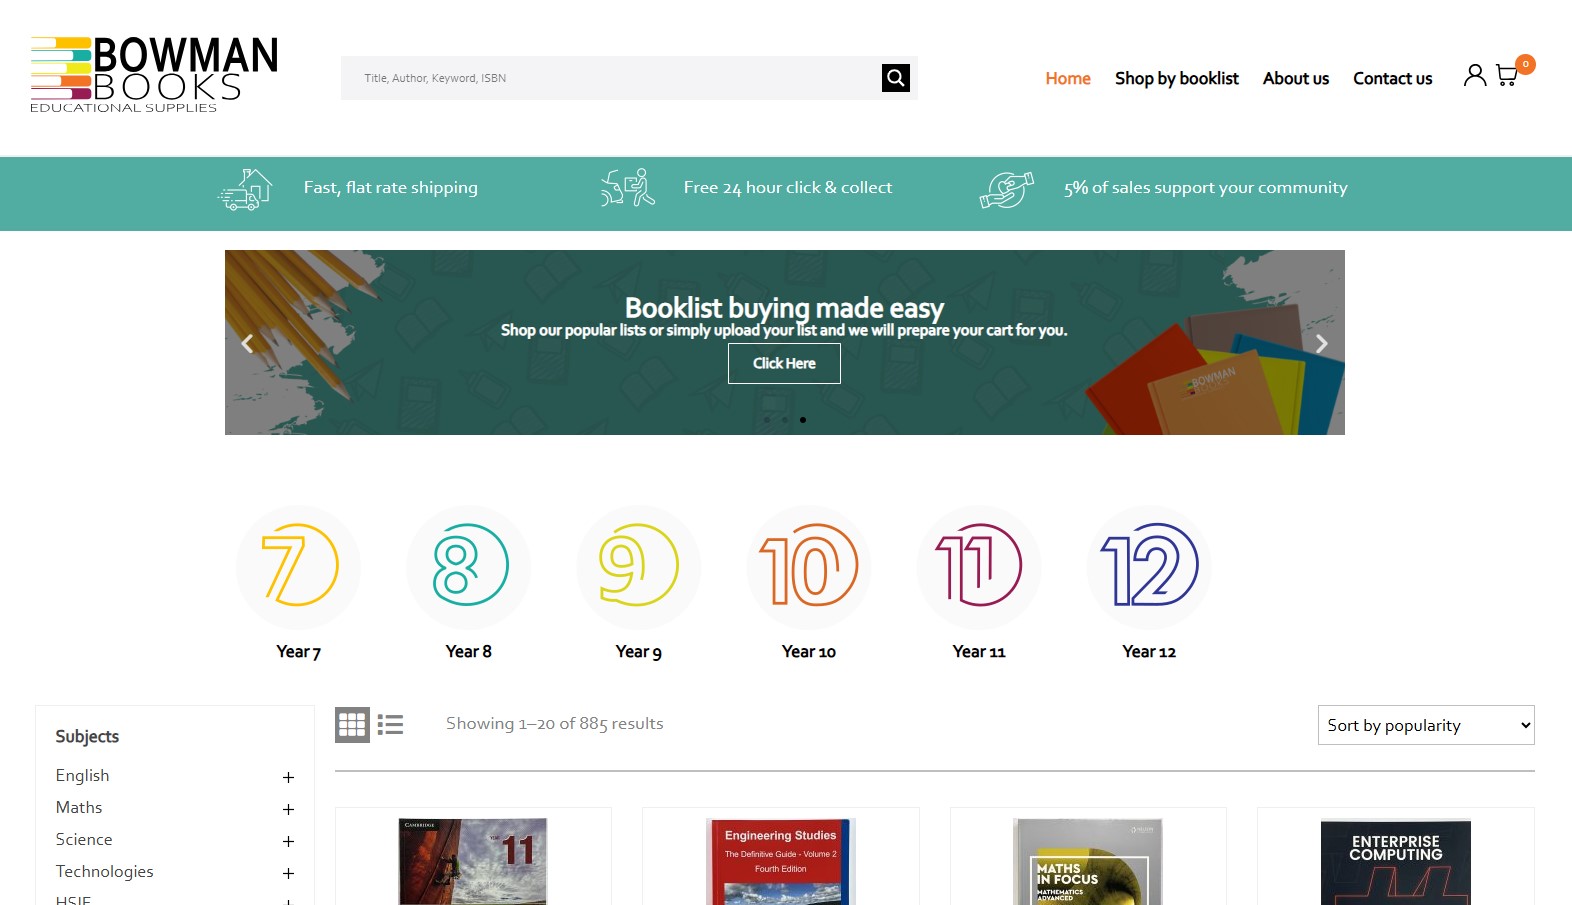 BOWMAN
BOOKS
EDUCATIONAL SUPPLIES
Title, Author, Keyword, ISBN
Home
Shop by booklist
About us
Contact us
0
Fast, flat rate shipping
Free 24 hour click & collect
5% of sales support your community
Booklist buying made easy
Shop our popular lists or simply upload your list and we will prepare your cart for you.
Click Here
BOWMAN
7
8
9
10
11
12
Year 7
Year 8
Year 9
Year 10
Year 11
Year 12
Subjects
English
Maths
Science
Technologies
HSIE
Showing 1–20 of 885 results
Sort by popularity
CAMBRIDGE
11
Engineering Studies
The Definitive Guide - Volume 2
Fourth Edition
MATHS
IN FOCUS
MATHEMATICS
ADVANCED
ENTERPRISE
COMPUTING